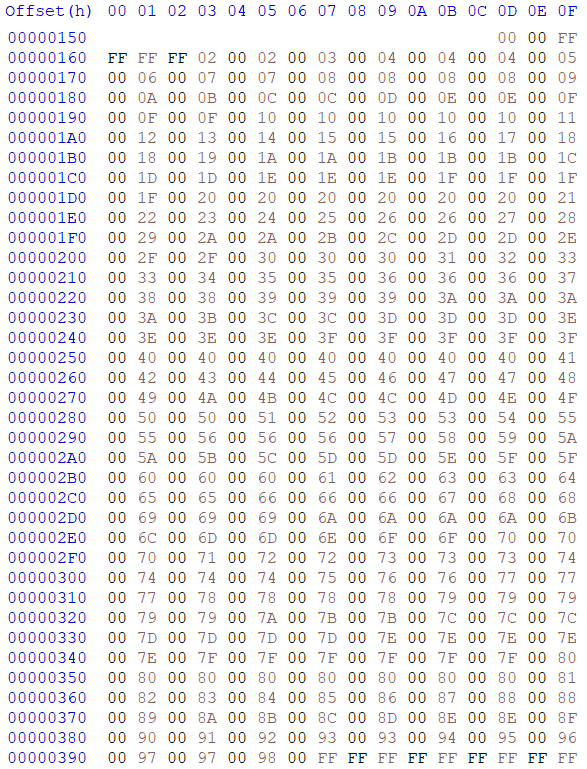 Offset(h) 00 01 02 03 04 05 06 07 08 09 0A 0B 0C 0D 0E 0F
00000150 00 00 FF
00000160 FF FF FF 02 00 02 00 03 00 04 00 04 00 04 00 05
00000170 00 06 00 07 00 07 00 08 00 08 00 08 00 08 00 09
00000180 00 0A 00 0B 00 0C 00 0C 00 0D 00 0E 00 0E 00 0F
00000190 00 0F 00 0F 00 10 00 10 00 10 00 10 00 10 00 11
000001A0 00 12 00 13 00 14 00 15 00 15 00 16 00 17 00 18
000001B0 00 18 00 19 00 1A 00 1A 00 1B 00 1B 00 1B 00 1C
000001C0 00 1D 00 1D 00 1E 00 1E 00 1E 00 1F 00 1F 00 1F
000001D0 00 1F 00 20 00 20 00 20 00 20 00 20 00 20 00 21
000001E0 00 22 00 23 00 24 00 25 00 26 00 26 00 27 00 28
000001F0 00 29 00 2A 00 2A 00 2B 00 2C 00 2D 00 2D 00 2E
00000200 00 2F 00 2F 00 30 00 30 00 30 00 31 00 32 00 33
00000210 00 33 00 34 00 35 00 35 00 36 00 36 00 36 00 37
00000220 00 38 00 38 00 39 00 39 00 39 00 3A 00 3A 00 3A
00000230 00 3A 00 3B 00 3C 00 3C 00 3D 00 3D 00 3D 00 3E
00000240 00 3E 00 3E 00 3E 00 3F 00 3F 00 3F 00 3F 00 3F
00000250 00 40 00 40 00 40 00 40 00 40 00 40 00 40 00 41
00000260 00 42 00 43 00 44 00 45 00 46 00 47 00 47 00 48
00000270 00 49 00 4A 00 4B 00 4C 00 4C 00 4D 00 4E 00 4F
00000280 00 50 00 50 00 51 00 52 00 53 00 53 00 54 00 55
00000290 00 55 00 56 00 56 00 56 00 57 00 58 00 59 00 5A
000002A0 00 5A 00 5B 00 5C 00 5D 00 5D 00 5E 00 5F 00 5F
000002B0 00 60 00 60 00 60 00 61 00 62 00 63 00 63 00 64
000002C0 00 65 00 65 00 66 00 66 00 66 00 67 00 68 00 68
000002D0 00 69 00 69 00 69 00 6A 00 6A 00 6A 00 6A 00 6B
000002E0 00 6C 00 6D 00 6D 00 6E 00 6F 00 6F 00 70 00 70
000002F0 00 70 00 71 00 72 00 72 00 73 00 73 00 73 00 74
00000300 00 74 00 74 00 74 00 75 00 76 00 76 00 77 00 77
00000310 00 77 00 78 00 78 00 78 00 78 00 79 00 79 00 79
00000320 00 79 00 79 00 7A 00 7B 00 7B 00 7C 00 7C 00 7C
00000330 00 7D 00 7D 00 7D 00 7D 00 7E 00 7E 00 7E 00 7E
00000340 00 7E 00 7F 00 7F 00 7F 00 7F 00 7F 00 7F 00 80
00000350 00 80 00 80 00 80 00 80 00 80 00 80 00 80 00 81
00000360 00 82 00 83 00 84 00 85 00 86 00 87 00 88 00 88
00000370 00 89 00 8A 00 8B 00 8C 00 8D 00 8E 00 8E 00 8F
00000380 00 90 00 91 00 92 00 93 00 93 00 94 00 95 00 96
00000390 00 97 00 97 00 98 00 FF FF FF FF FF FF FF FF FF